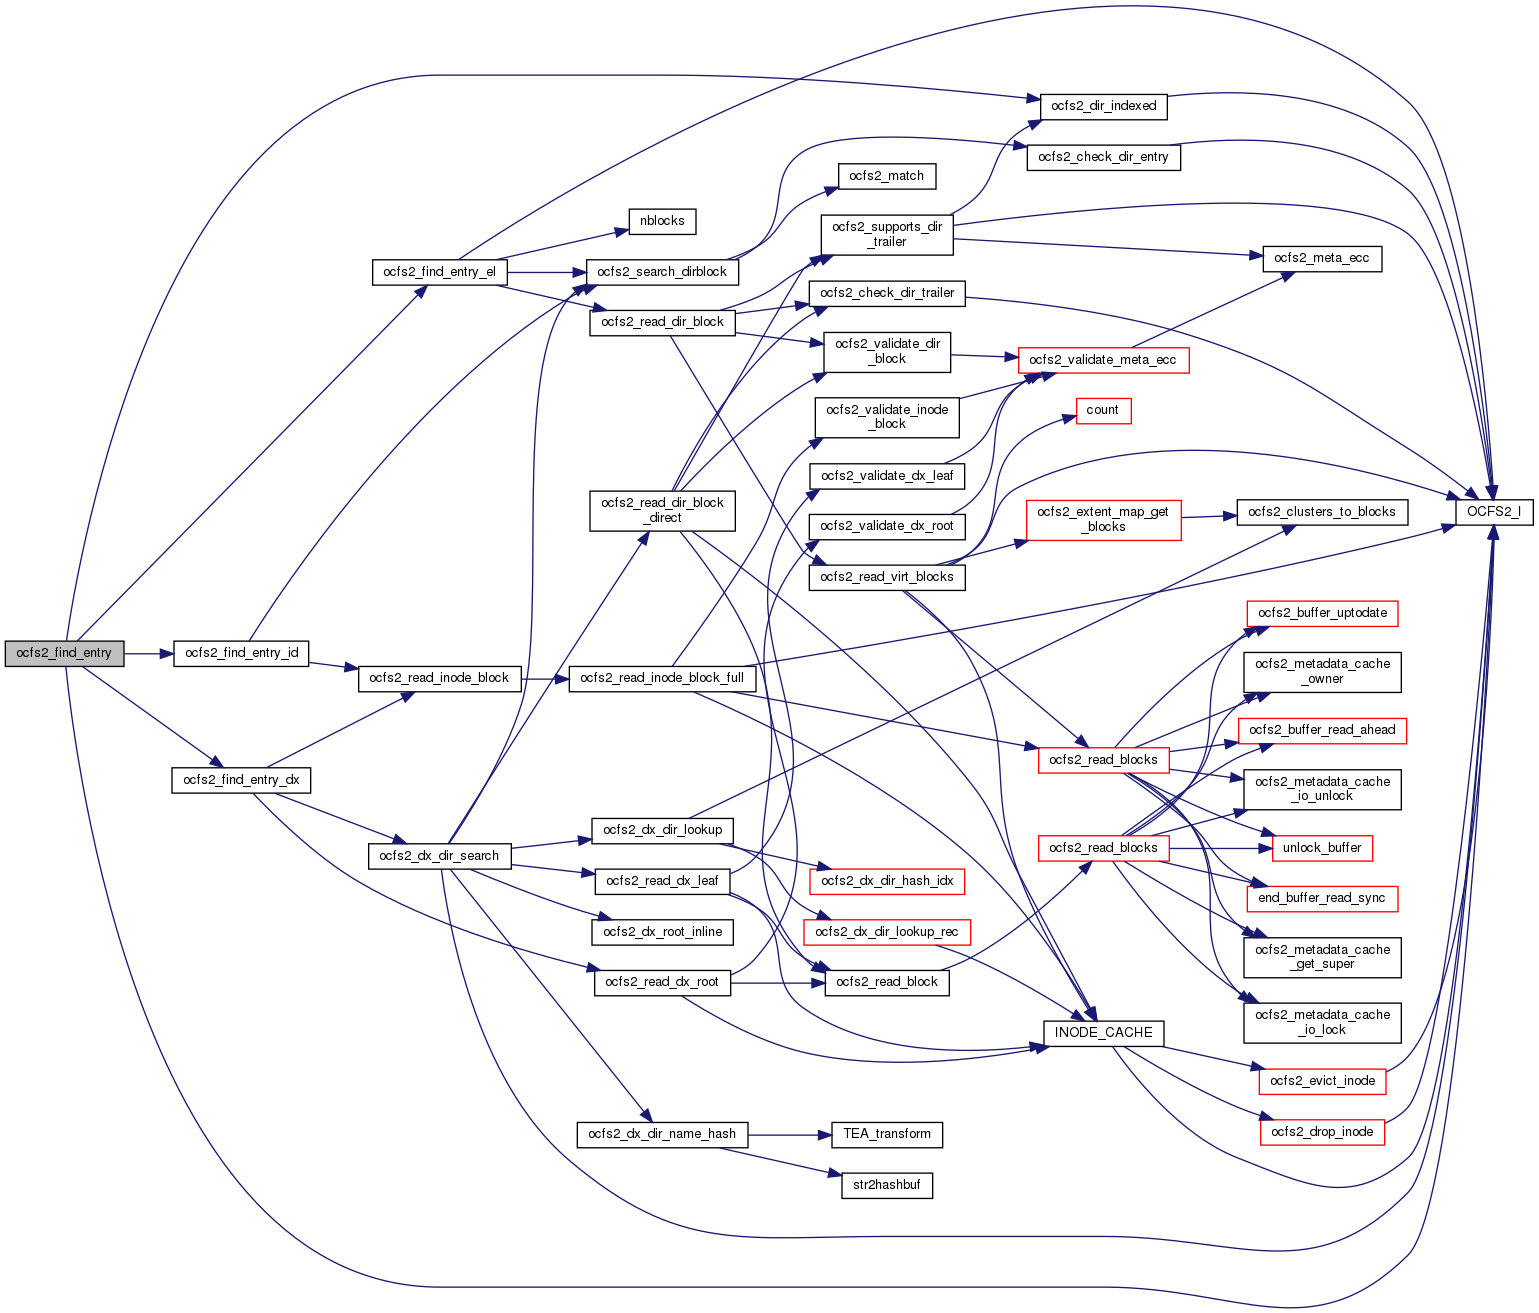 ocfs2_find_entry
ocfs2_find_entry_el
ocfs2_find_entry_id
ocfs2_find_entry_dx
ocfs2_read_inode_block
ocfs2_dx_dir_search
nblocks
ocfs2_search_dirblock
ocfs2_read_dir_block
ocfs2_read_dir_block
_direct
ocfs2_read_inode_block_full
ocfs2_dx_dir_lookup
ocfs2_read_dx_leaf
ocfs2_dx_root_inline
ocfs2_read_dx_root
ocfs2_dx_dir_name_hash
ocfs2_match
ocfs2_supports_dir
_trailer
ocfs2_check_dir_trailer
ocfs2_validate_dir
_block
ocfs2_validate_inode
_block
ocfs2_validate_dx_leaf
ocfs2_validate_dx_root
ocfs2_read_virt_blocks
ocfs2_dx_dir_hash_idx
ocfs2_dx_dir_lookup_rec
ocfs2_read_block
TEA_transform
str2hashbuf
ocfs2_dir_indexed
ocfs2_check_dir_entry
ocfs2_validate_meta_ecc
count
ocfs2_extent_map_get
_blocks
ocfs2_read_blocks
ocfs2_read_blocks
INODE_CACHE
ocfs2_meta_ecc
ocfs2_clusters_to_blocks
ocfs2_buffer_uptodate
ocfs2_metadata_cache
_owner
ocfs2_buffer_read_ahead
ocfs2_metadata_cache
_io_unlock
unlock_buffer
end_buffer_read_sync
ocfs2_metadata_cache
_get_super
ocfs2_metadata_cache
_io_lock
ocfs2_evict_inode
ocfs2_drop_inode
OCFS2_I